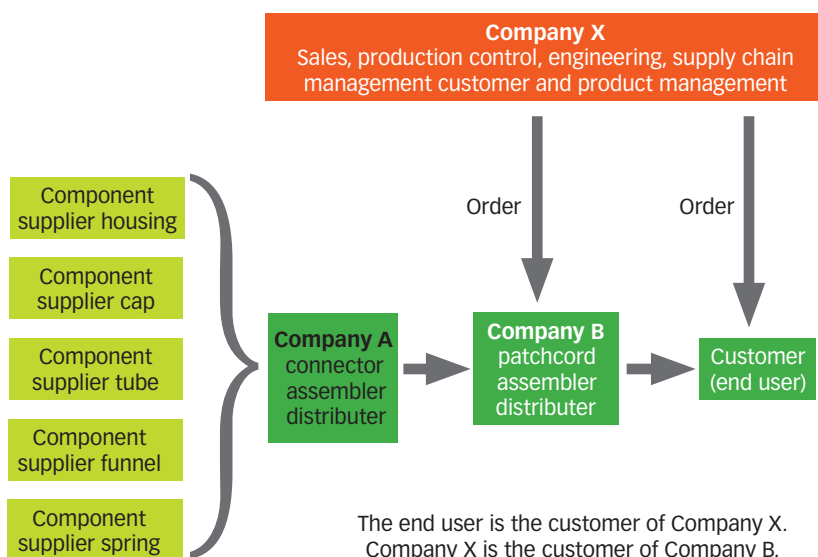 Company X
Sales, production control, engineering, supply chain
management customer and product management
Order
Order
Component
supplier housing
Component
supplier cap
Component
supplier tube
Component
supplier funnel
Component
supplier spring
Company A
connector
assembler
distributer
Company B
patchcord
assembler
distributer
Customer
(end user)
The end user is the customer of Company X.
Company X is the customer of Company B.